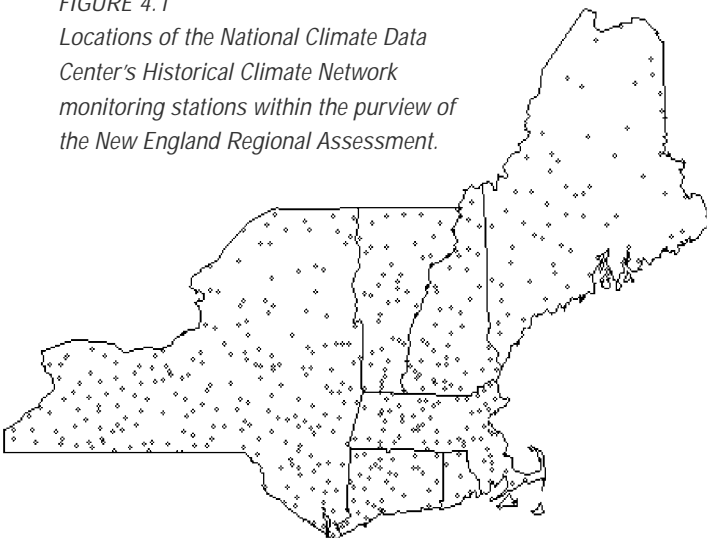 FIGURE 4.1
Locations of the National Climate Data
Center's Historical Climate Network
monitoring stations within the purview of
the New England Regional Assessment.